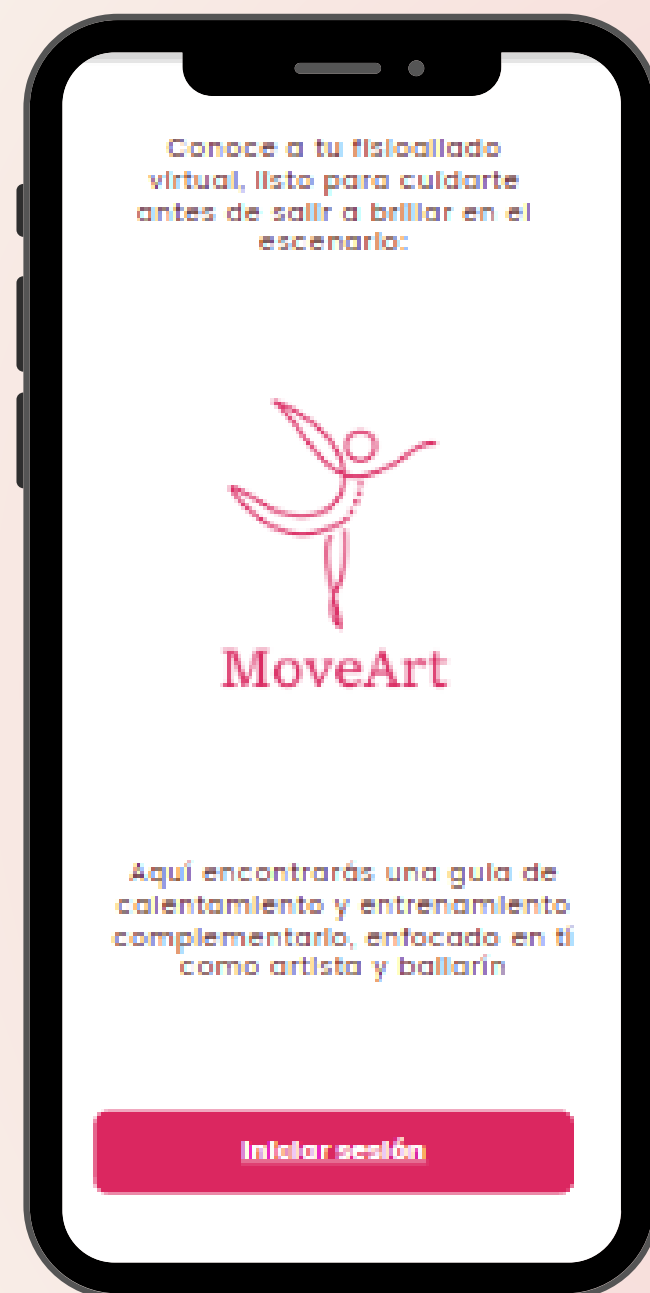 Conoce a tu fisioaliado
virtual, listo para cuidarte
antes de salir a brillar en el
escenario:
MoveArt
Aquí encontrarás una guía de
calentamiento y entrenamiento
complementario, enfocado en tí
como artista y bailarín
Iniciar sesión